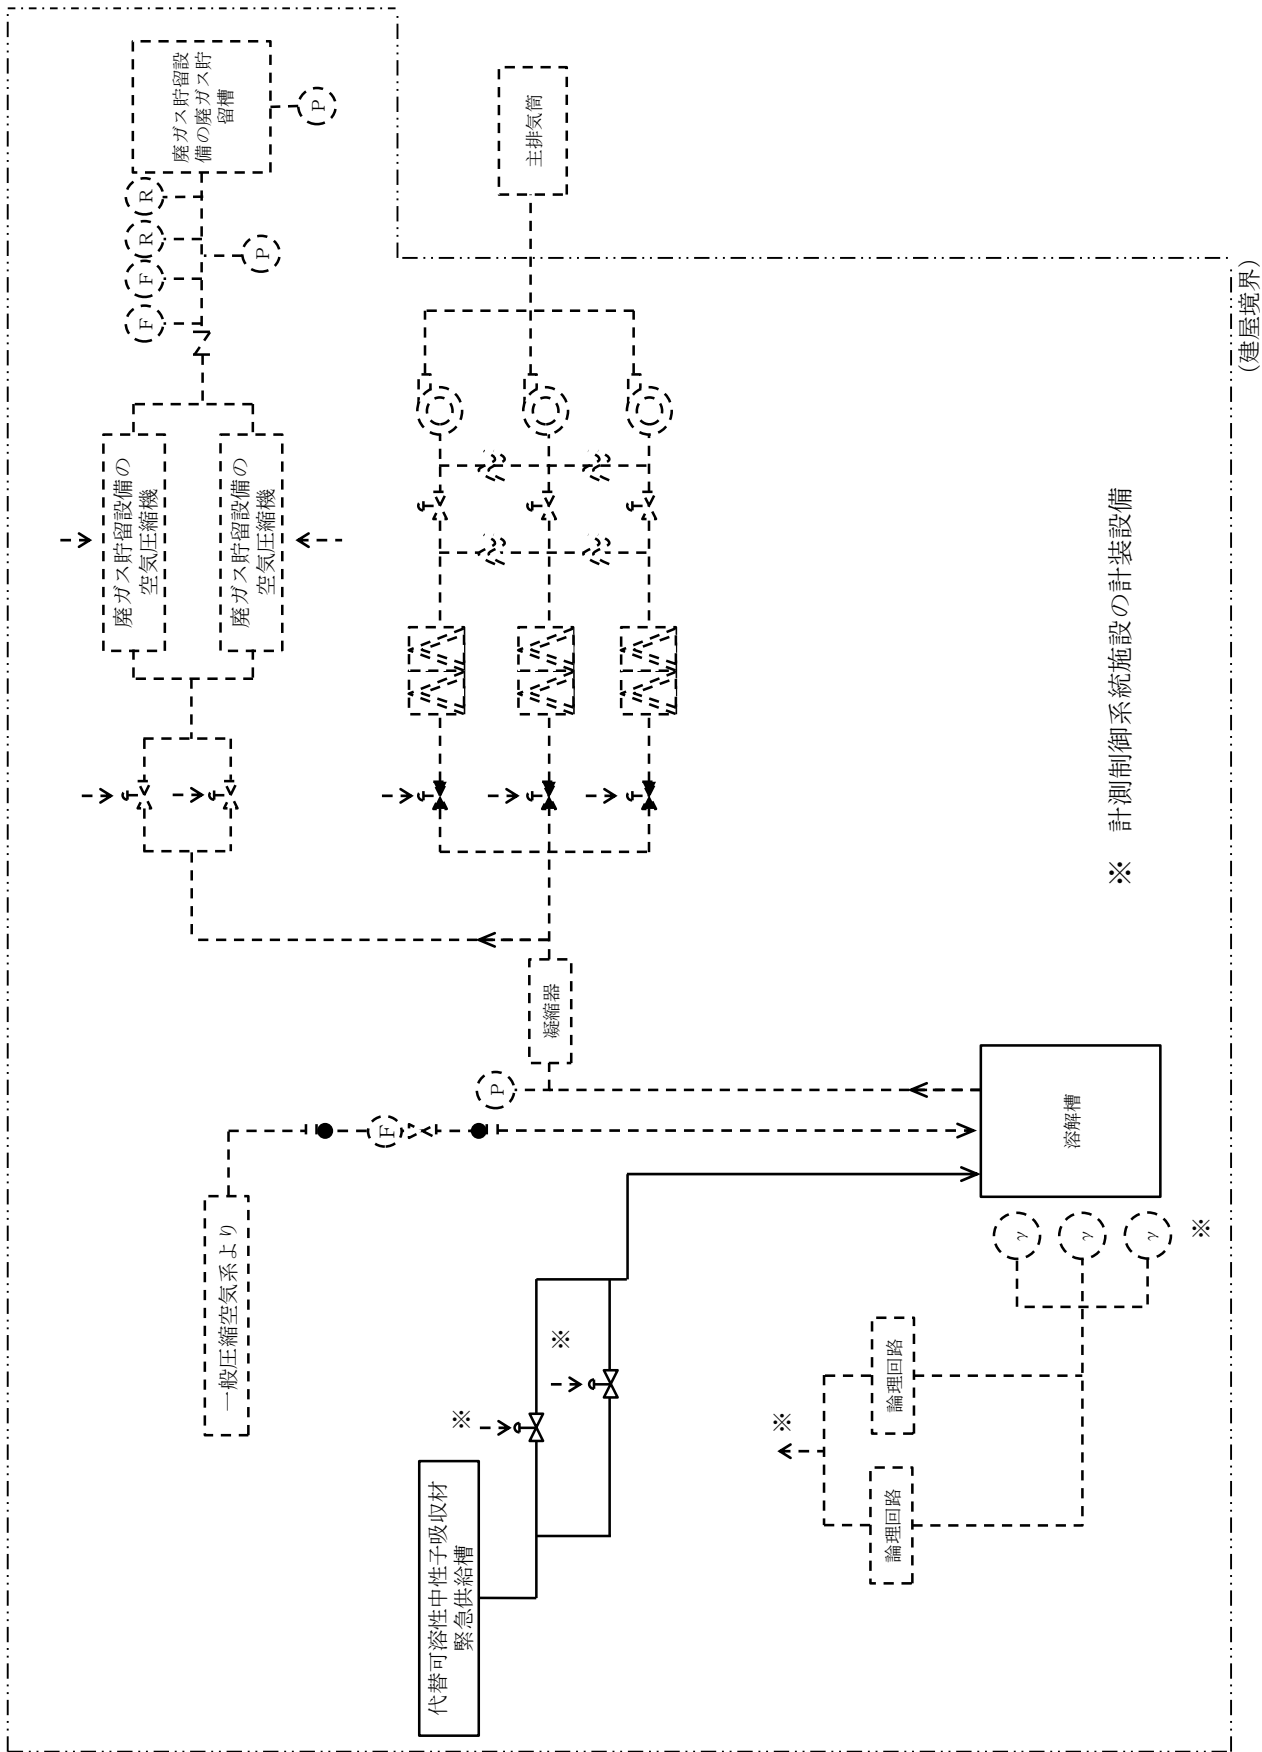 廃ガス貯留設
備の廃ガス貯
留槽
P
R
R
F
F
P
主排気筒
(建屋境界)
廃ガス貯留設備の
空気圧縮機
廃ガス貯留設備の
空気圧縮機
※ 計測制御系統施設の計装設備
凝縮器
P
F
一般圧縮空気系より
溶解槽
γ
γ
γ
※
※
※
※
論理回路
論理回路
代替可溶性中性子吸収材
緊急供給槽